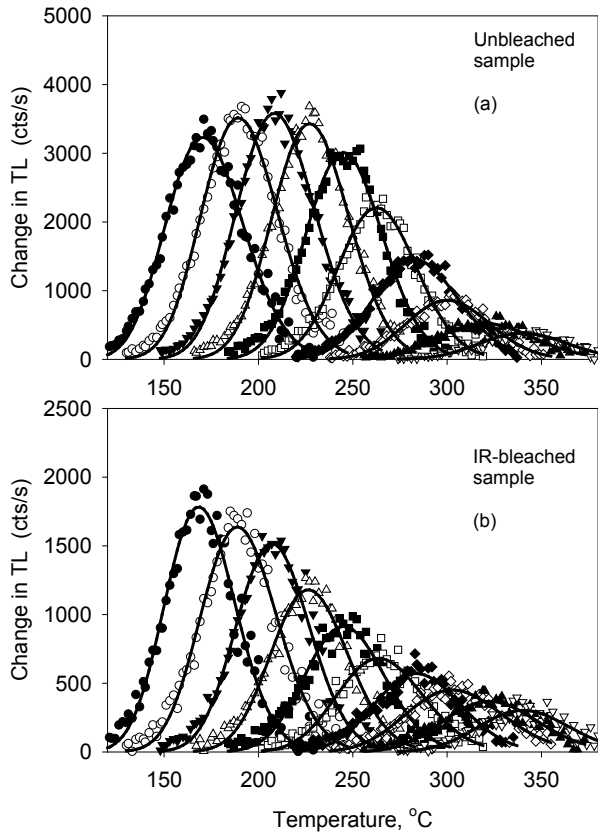 5000
4000
3000
2000
1000
0
Change in TL (cts/s)
Unbleached
sample
(a)
150 200 250 300 350
2500
2000
1500
1000
500
0
Change in TL (cts/s)
IR-bleached
sample
(b)
150 200 250 300 350
Temperature, °C